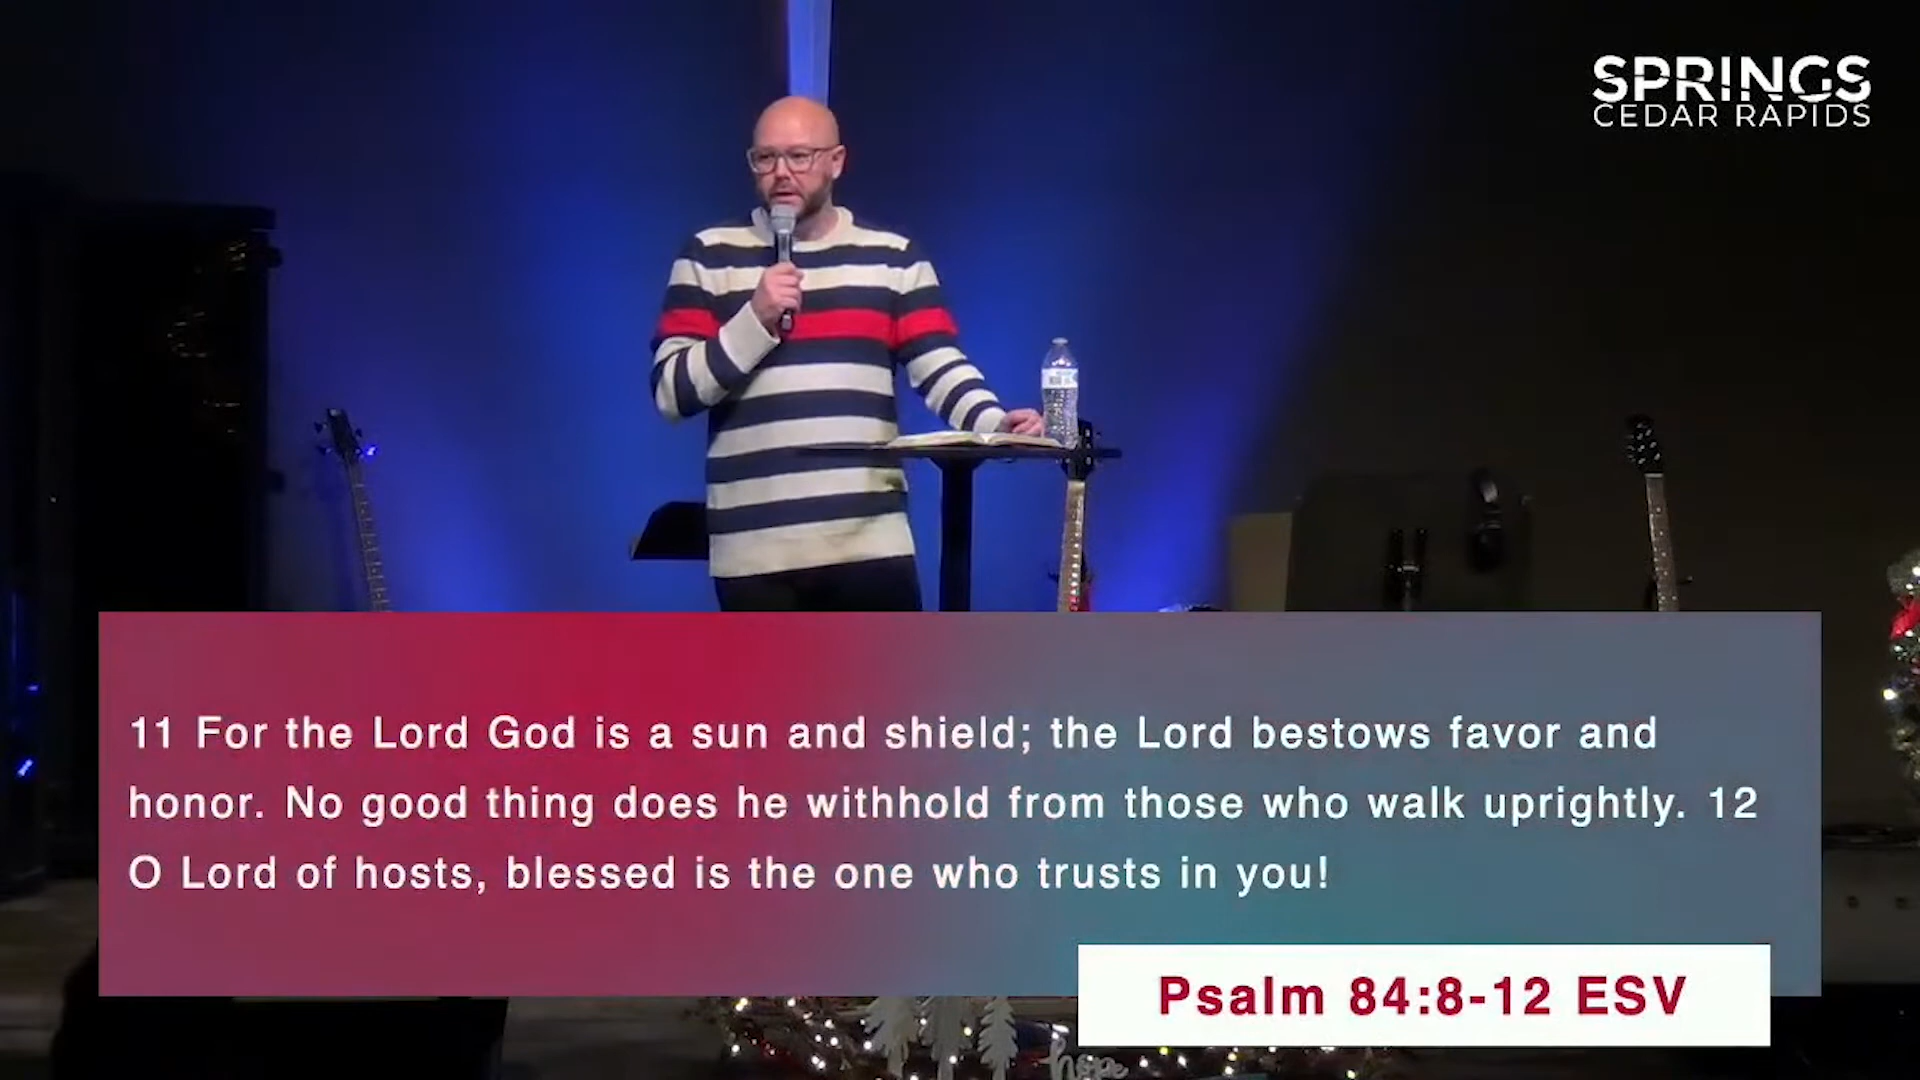 SPRINGS
CEDAR RAPIDS
11 For the Lord God is a sun and shield; the Lord bestows favor and
honor. No good thing does he withhold from those who walk uprightly. 12
O Lord of hosts, blessed is the one who trusts in you!
Psalm 84:8-12 ESV
hope